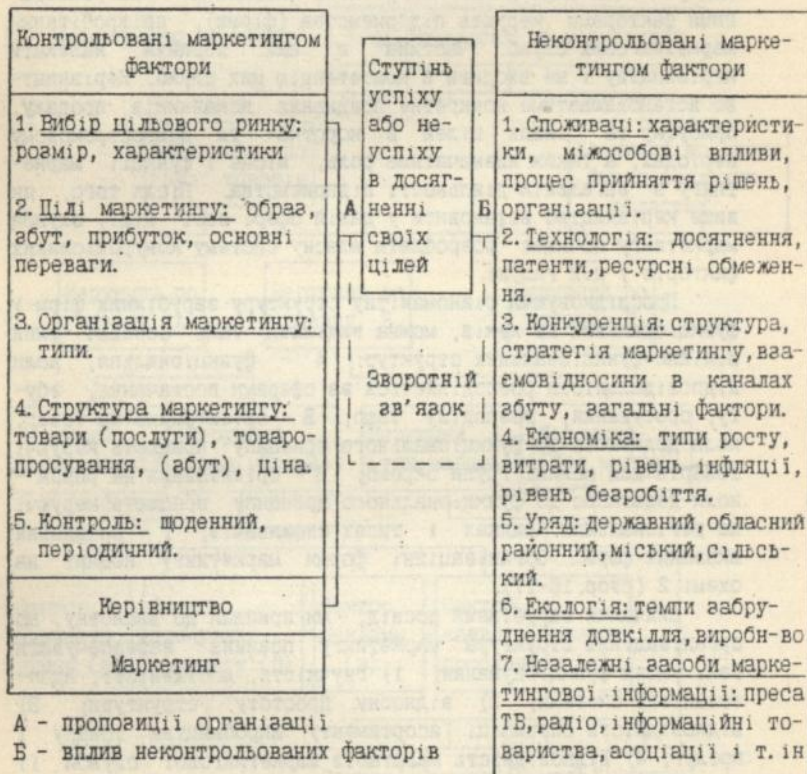 Контрольовані маркетингом
фактори
1. Вибір цільового ринку:
розмір, характеристики
2. Цілі маркетингу: образ,
збут, прибуток, основні
переваги.
3. Організація маркетингу:
типи.
4. Структура маркетингу:
товари (послуги), товаро-
просування, (збут), ціна.
5. Контроль: щоденний,
періодичний.
Керівництво
Маркетинг
А
Ступінь
успіху
або не-
успіху
в досяг-
ненні
своїх
цілей
Зворотній
зв'язок
Б
Неконтрольовані марке-
тингом фактори
1. Споживачі: характеристи-
ки, міжособові впливи,
процес прийняття рішень,
організації.
2. Технологія: досягнення,
патенти, ресурсні обмежен-
ня.
3. Конкуренція: структура,
стратегія маркетингу, вза-
ємовідносини в каналах
збуту, загальні фактори.
4. Економіка: типи росту,
витрати, рівень інфляції,
рівень безробіття.
5. Уряд: державний, обласний
районний, міський, сільсь-
кий.
6. Екологія: темпи забру-
днення довкілля, виробн-во
7. Незалежні засоби марке-
тингової інформації: преса
ТБ, радіо, інформаційні то-
вариства, асоціації і т. ін
А - пропозиції організації
Б - вплив неконтрольованих факторів